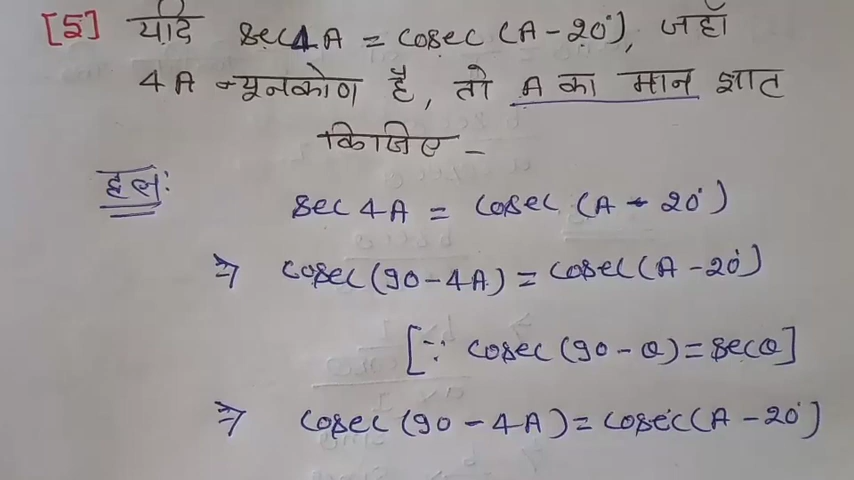 [5] यदि sec4A = cosec (A - 20°), जहाँ
4A न्यूनकोण है, तो A का मान ज्ञात
किजिए -
हल:
sec 4A = cosec (A - 20°)
⇒ cosec (90 - 4A) = cosec (A - 20°)
[∵ cosec (90 - θ) = secθ]
⇒ cosec (90 - 4A) = cosec (A - 20°)